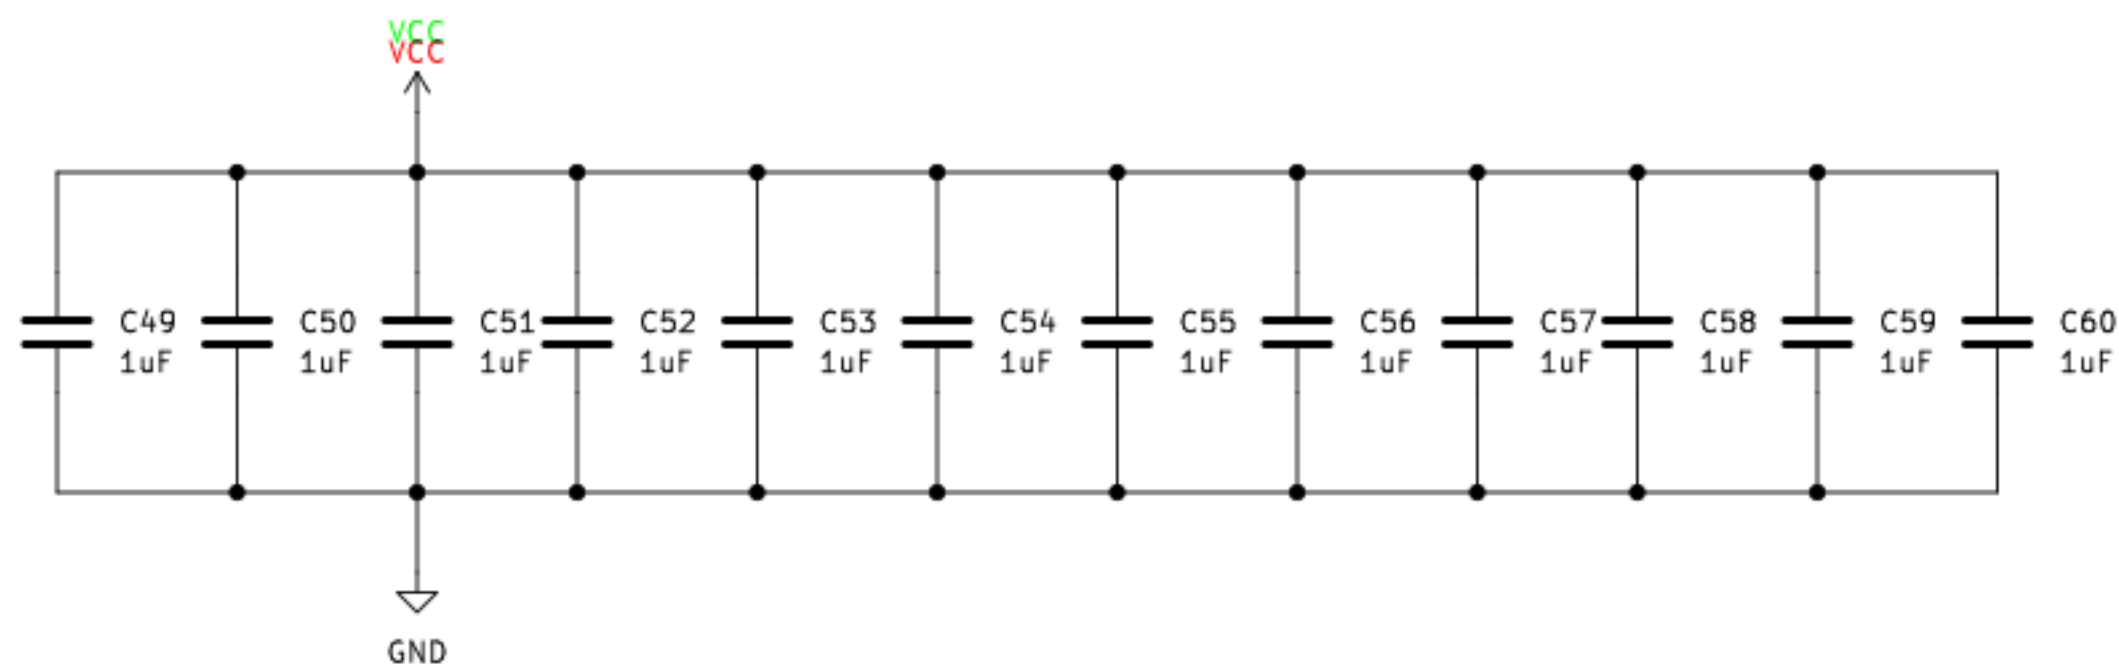 VCC
VCC
C49 C50 C51 C52 C53 C54 C55 C56 C57 C58 C59 C60
1uF 1uF 1uF 1uF 1uF 1uF 1uF 1uF 1uF 1uF 1uF 1uF
GND